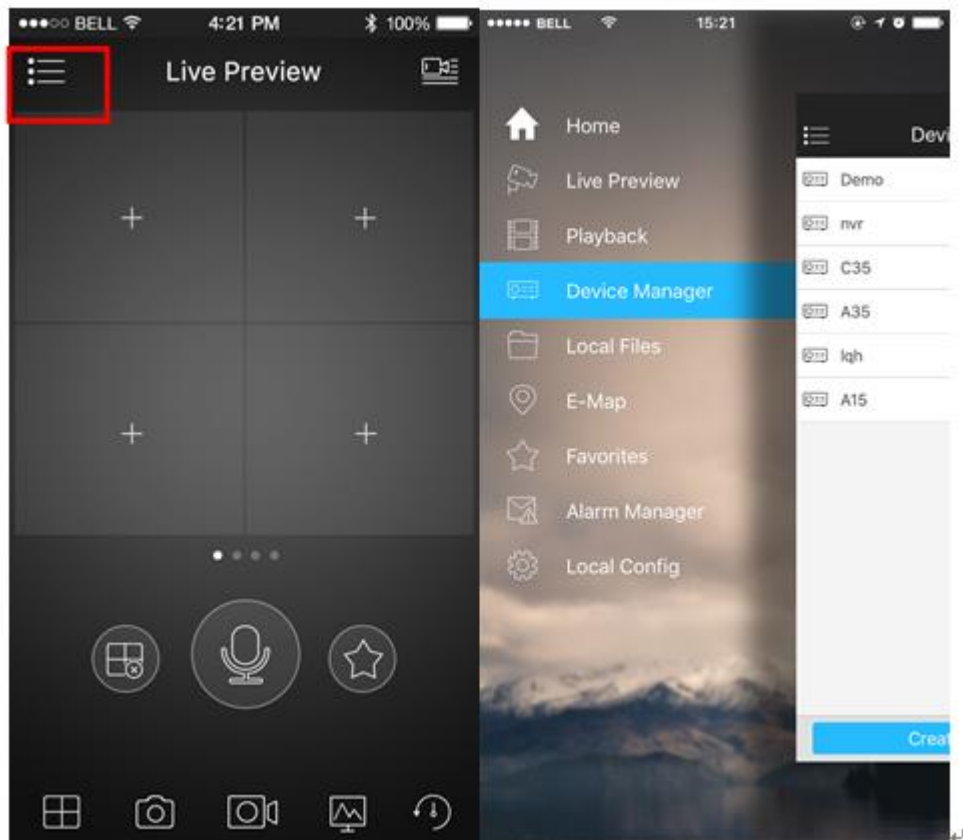 BELL 4:21 PM 100%
Live Preview
BELL 15:21
Home
Live Preview
Playback
Device Manager
Local Files
E-Map
Favorites
Alarm Manager
Local Config
Devi
Demo
nvr
C35
A35
lqh
A15
Creat